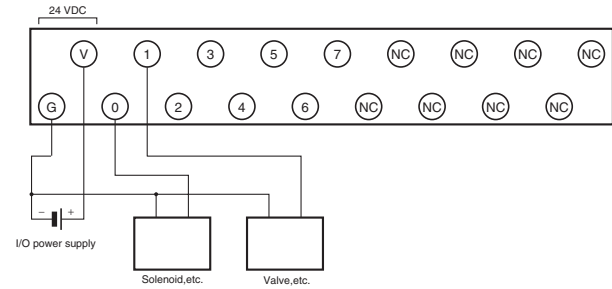 24 VDC
V 1 3 5 7 NC NC NC NC
G 0 2 4 6 NC NC NC NC
− +
I/O power supply
Solenoid,etc.
Valve,etc.